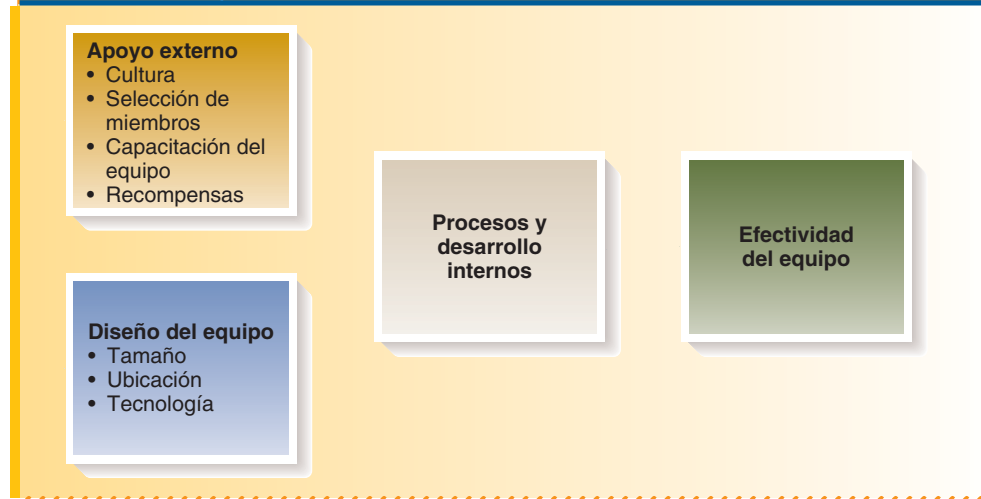 Apoyo externo
• Cultura
• Selección de
miembros
• Capacitación del
equipo
• Recompensas
Diseño del equipo
• Tamaño
• Ubicación
• Tecnología
Procesos y
desarrollo
internos
Efectividad
del equipo